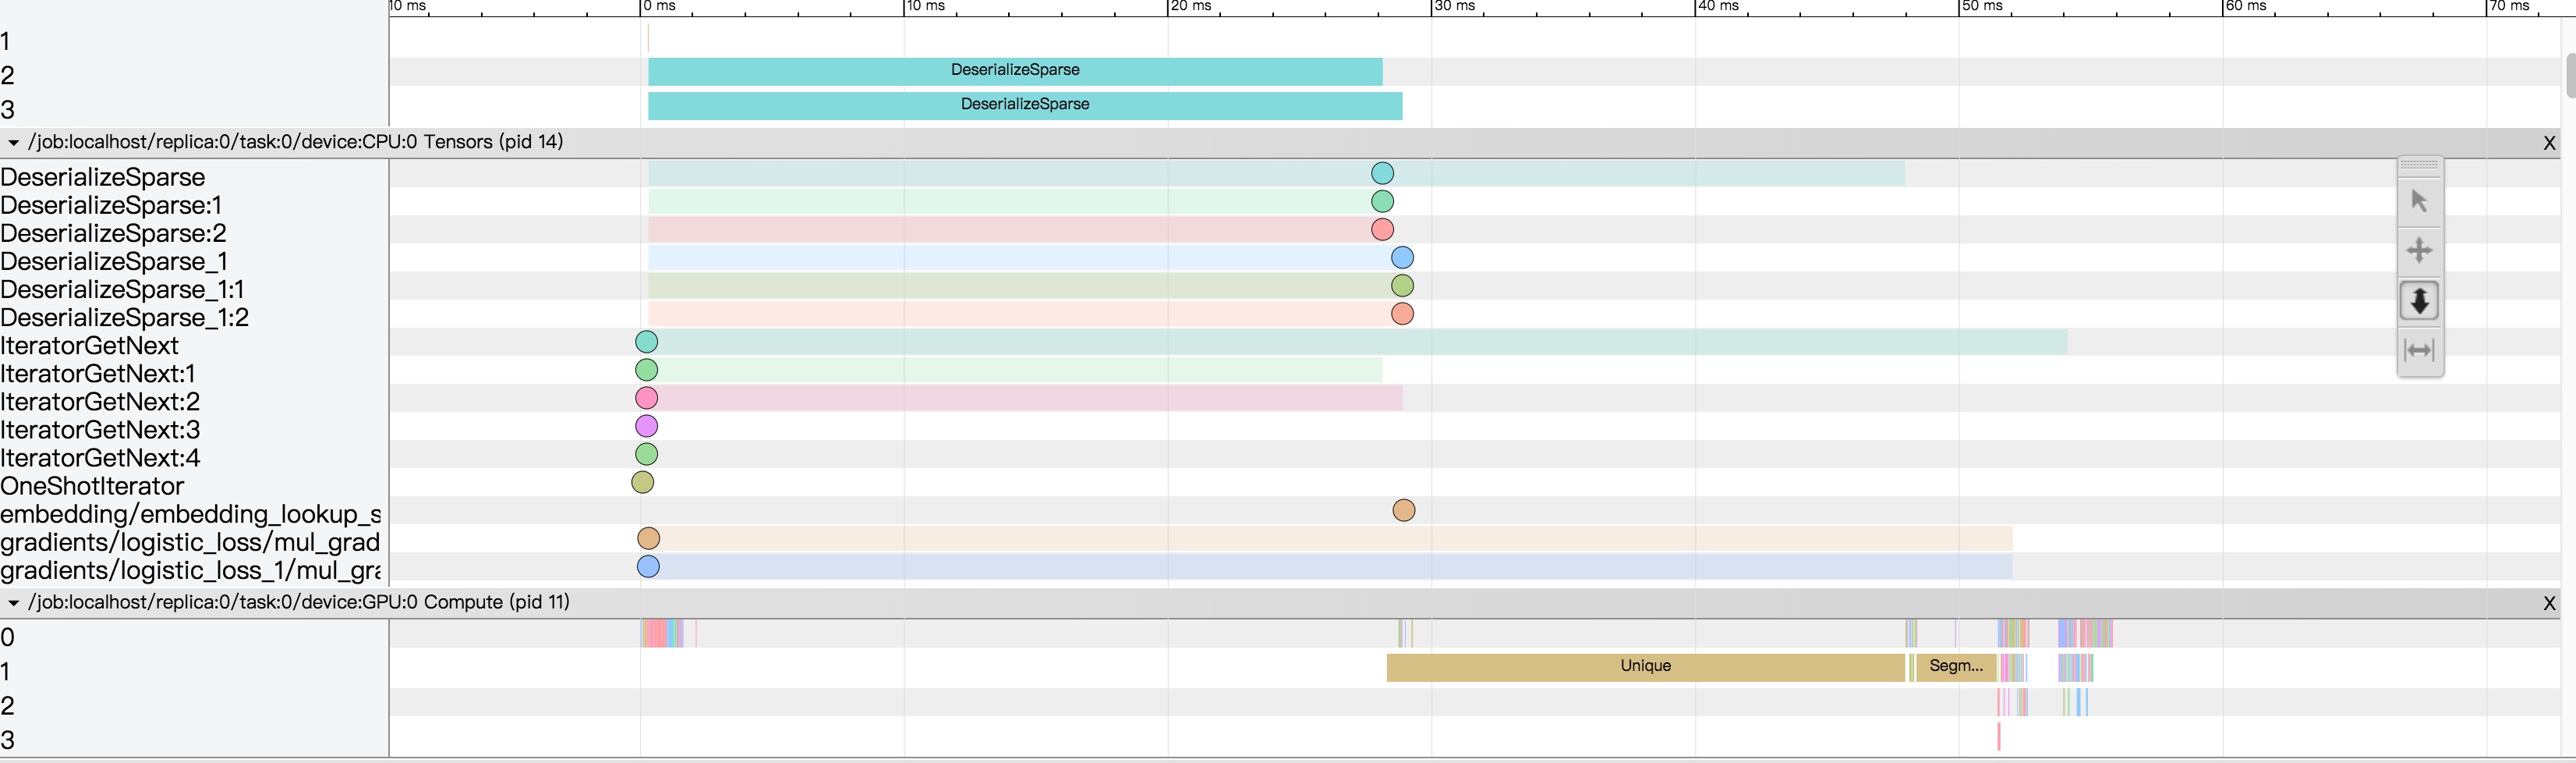 10 ms 0 ms 10 ms 20 ms 30 ms 40 ms 50 ms 60 ms 70 ms
1
2 DeserializeSparse
3 DeserializeSparse
/job:localhost/replica:0/task:0/device:CPU:0 Tensors (pid 14) X
DeserializeSparse
DeserializeSparse:1
DeserializeSparse:2
DeserializeSparse_1
DeserializeSparse_1:1
DeserializeSparse_1:2
IteratorGetNext
IteratorGetNext:1
IteratorGetNext:2
IteratorGetNext:3
IteratorGetNext:4
OneShotIterator
embedding/embedding_lookup_s
gradients/logistic_loss/mul_grad
gradients/logistic_loss_1/mul_gra
/job:localhost/replica:0/task:0/device:GPU:0 Compute (pid 11) X
0
1 Unique Segm...
2
3